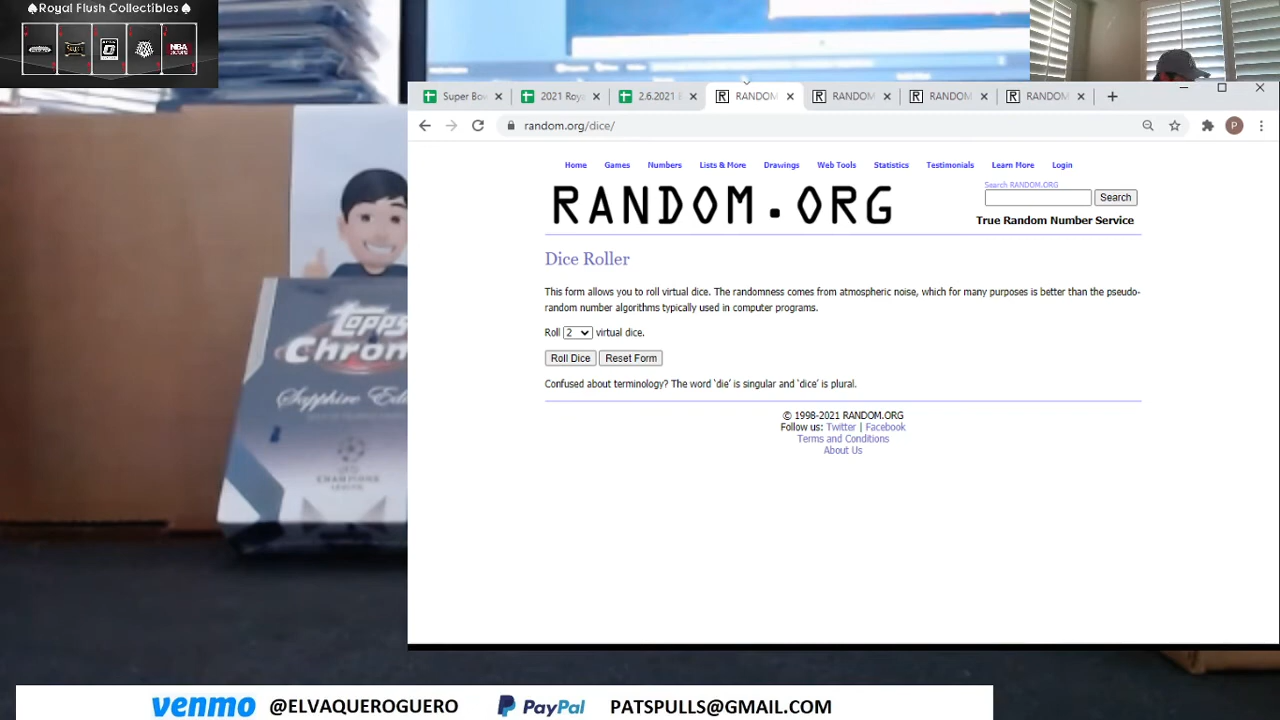 ♠Royal Flush Collectibles♠
NBA
Super Bo
2021 Roy
2.6.2021
RANDOM
RANDOM
RANDOM
RANDOM
random.org/dice/
P
Home Games Numbers Lists & More Drawings Web Tools Statistics Testimonials Learn More Login
RANDOM.ORG
Search RANDOM.ORG
Search
True Random Number Service
Dice Roller
This form allows you to roll virtual dice. The randomness comes from atmospheric noise, which for many purposes is better than the pseudo-
random number algorithms typically used in computer programs.
Roll 2 virtual dice.
Roll Dice Reset Form
Confused about terminology? The word 'die' is singular and 'dice' is plural.
© 1998-2021 RANDOM.ORG
Follow us: Twitter | Facebook
Terms and Conditions
About Us
Topps
Chrom
Sapphire Edi
CHAMPIONS
LEAGUE
venmo @ELVAQUEROGUERO PayPal PATSPULLS@GMAIL.COM